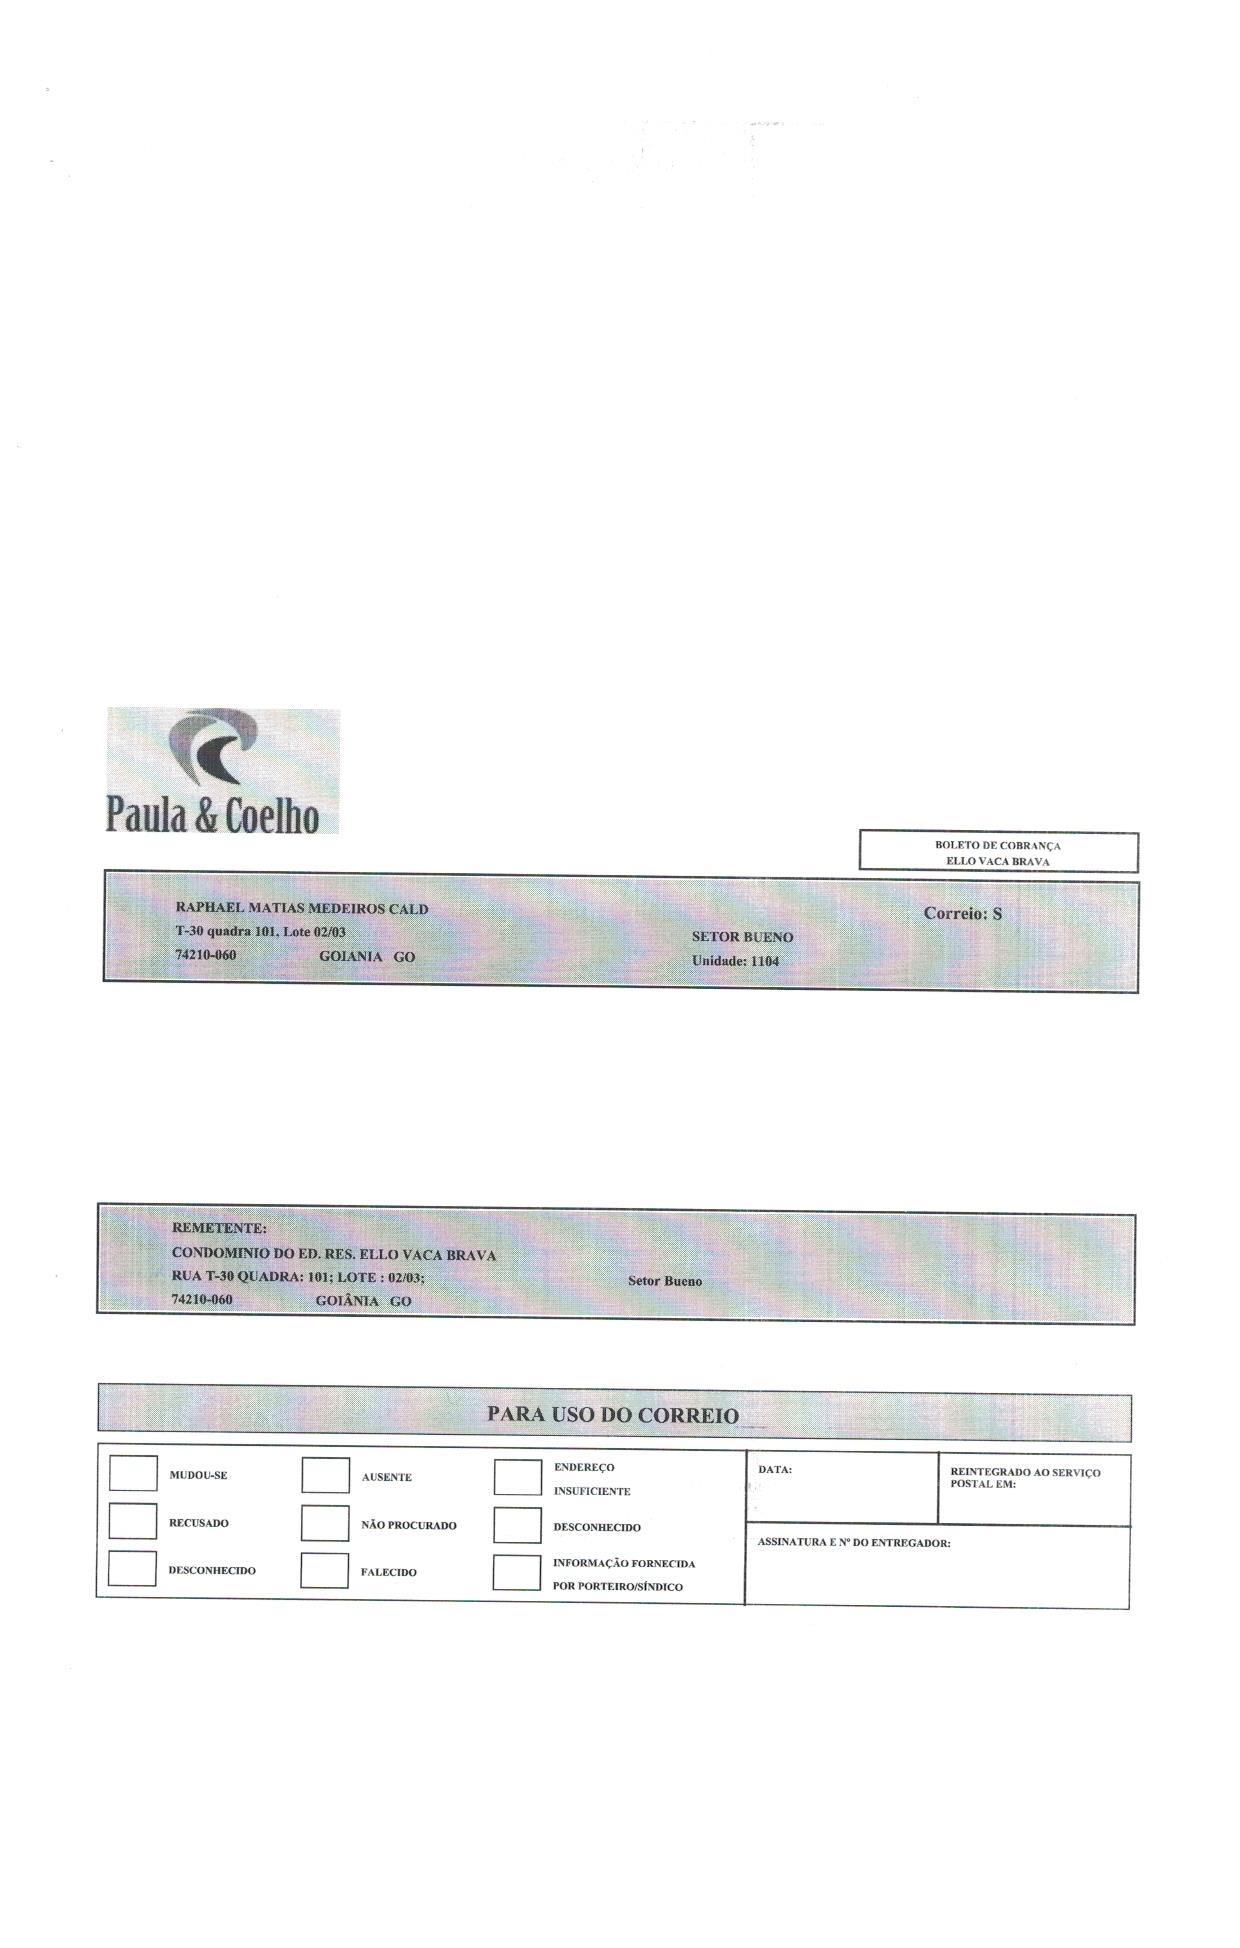 Paula & Coelho
BOLETO DE COBRANÇA
ELLO VACA BRAVA
RAPHAEL MATIAS MEDEIROS CALD
Correio: S
T-30 quadra 101, Lote 02/03
SETOR BUENO
74210-060 GOIANIA GO
Unidade: 1104
REMETENTE:
CONDOMINIO DO ED. RES. ELLO VACA BRAVA
RUA T-30 QUADRA: 101; LOTE : 02/03;
Setor Bueno
74210-060 GOIÂNIA GO
PARA USO DO CORREIO
MUDOU-SE
AUSENTE
ENDEREÇO
INSUFICIENTE
RECUSADO
NÃO PROCURADO
DESCONHECIDO
DESCONHECIDO
FALECIDO
INFORMAÇÃO FORNECIDA
POR PORTEIRO/SÍNDICO
DATA:
REINTEGRADO AO SERVIÇO
POSTAL EM:
ASSINATURA E Nº DO ENTREGADOR: